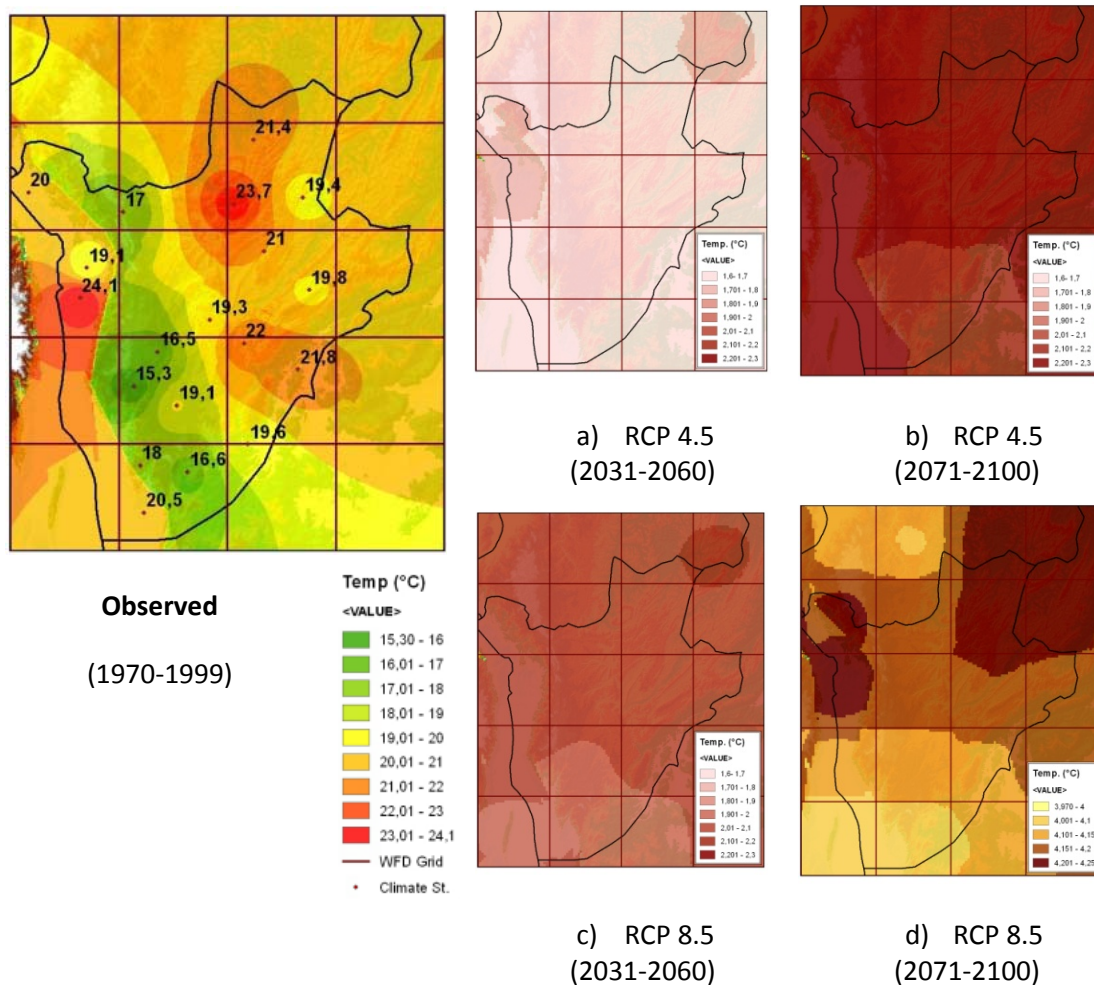 21,4
20
17
23,7
19,4
21
19,1
24,1
19,8
19,3
22
16,5
21,8
15,3
19,1
19,6
18
16,6
20,5
Observed
(1970-1999)
Temp (°C)
<VALUE>
15,30 - 16
16,01 - 17
17,01 - 18
18,01 - 19
19,01 - 20
20,01 - 21
21,01 - 22
22,01 - 23
23,01 - 24,1
WFD Grid
Climate St.
Temp. (°C)
<VALUE>
1,6- 1,7
1,701 - 1,8
1,801 - 1,9
1,901 - 2
2,01 - 2,1
2,101 - 2,2
2,201 - 2,3
a) RCP 4.5
(2031-2060)
Temp. (°C)
<VALUE>
1,6- 1,7
1,701 - 1,8
1,801 - 1,9
1,901 - 2
2,01 - 2,1
2,101 - 2,2
2,201 - 2,3
b) RCP 4.5
(2071-2100)
Temp. (°C)
<VALUE>
1,6- 1,7
1,701 - 1,8
1,801 - 1,9
1,901 - 2
2,01 - 2,1
2,101 - 2,2
2,201 - 2,3
c) RCP 8.5
(2031-2060)
Temp. (°C)
<VALUE>
3,970 - 4
4,001 - 4,1
4,101 - 4,15
4,151 - 4,2
4,201 - 4,25
d) RCP 8.5
(2071-2100)